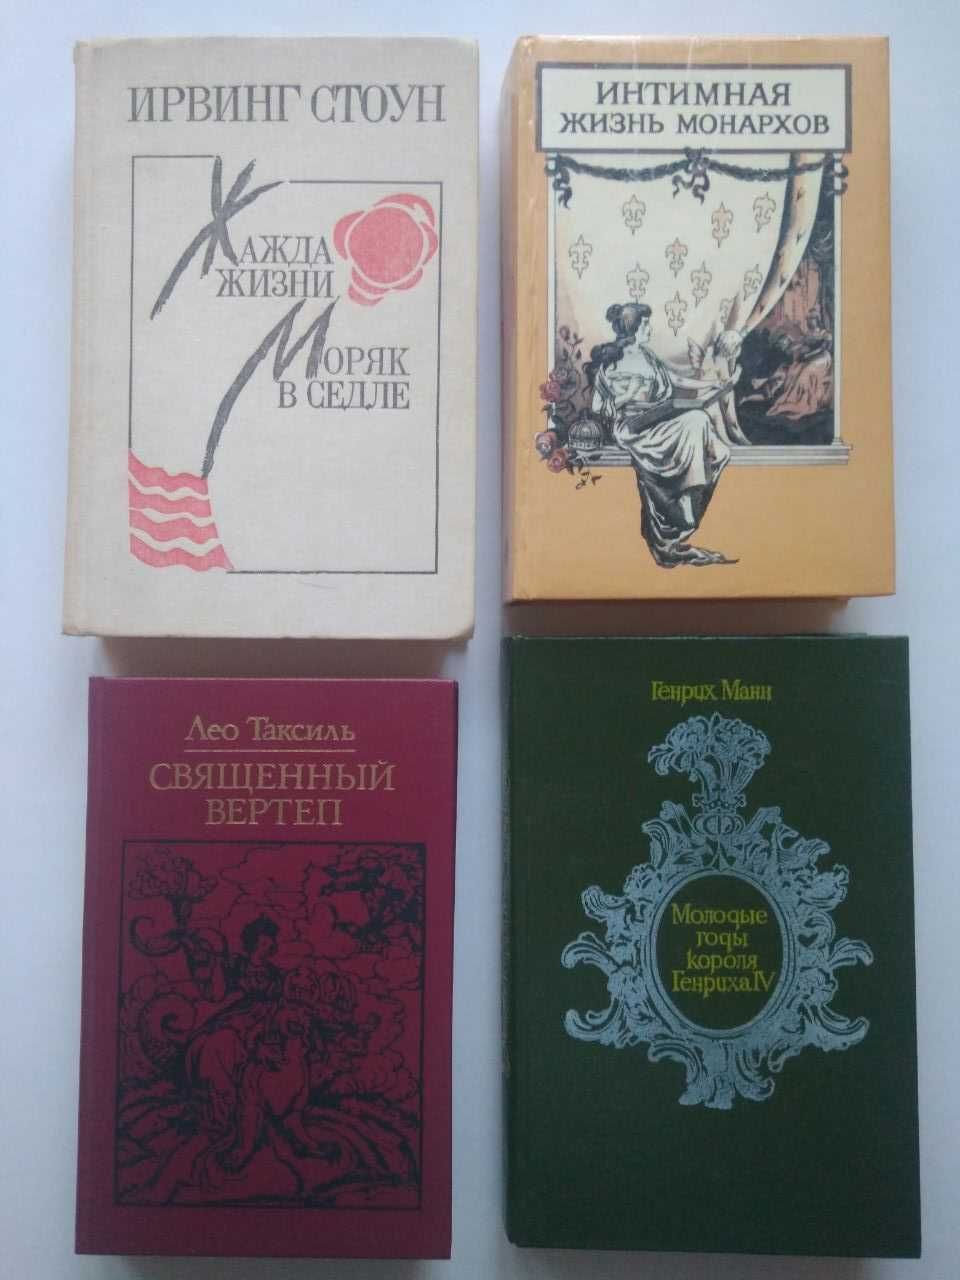 ИРВИНГ СТОУН
ЖАЖДА
ЖИЗНИ
МОРЯК
В СЕДЛЕ
ИНТИМНАЯ
ЖИЗНЬ МОНАРХОВ
Лео Таксиль
СВЯЩЕННЫЙ
ВЕРТЕП
Генрих Манн
Молодые
годы
короля
Генриха IV